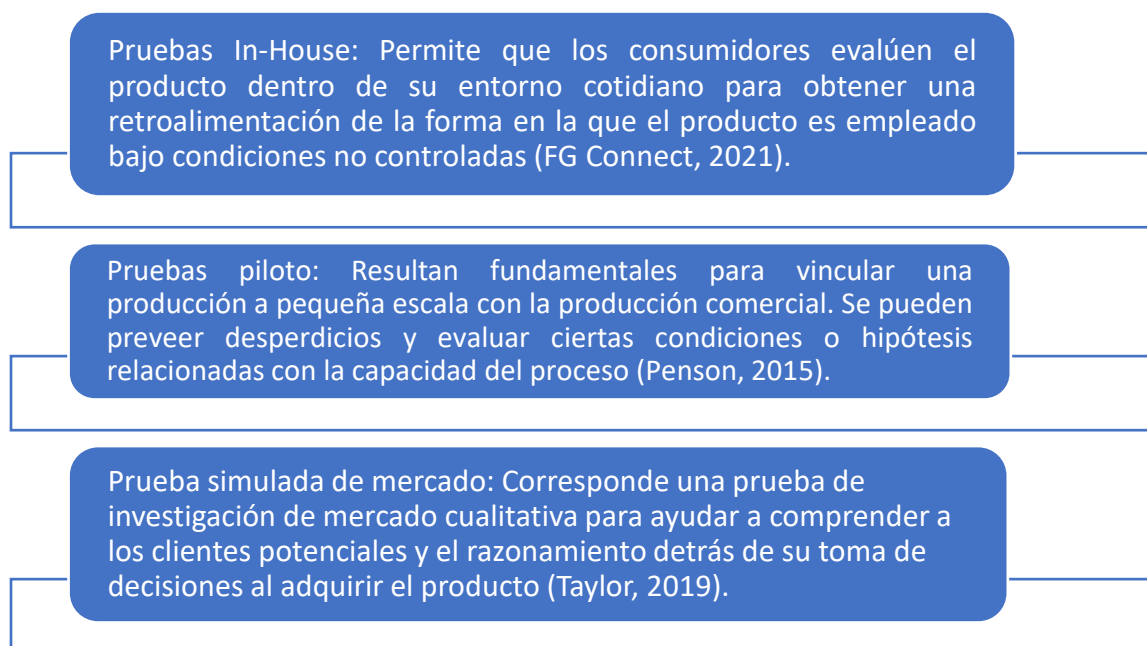 Pruebas In-House: Permite que los consumidores evalúen el
producto dentro de su entorno cotidiano para obtener una
retroalimentación de la forma en la que el producto es empleado
bajo condiciones no controladas (FG Connect, 2021).
Pruebas piloto: Resultan fundamentales para vincular una
producción a pequeña escala con la producción comercial. Se pueden
preveer desperdicios y evaluar ciertas condiciones o hipótesis
relacionadas con la capacidad del proceso (Penson, 2015).
Prueba simulada de mercado: Corresponde una prueba de
investigación de mercado cualitativa para ayudar a comprender a
los clientes potenciales y el razonamiento detrás de su toma de
decisiones al adquirir el producto (Taylor, 2019).